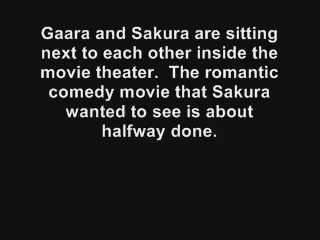 Gaara and Sakura are sitting
next to each other inside the
movie theater.  The romantic
comedy movie that Sakura
wanted to see is about
halfway done.